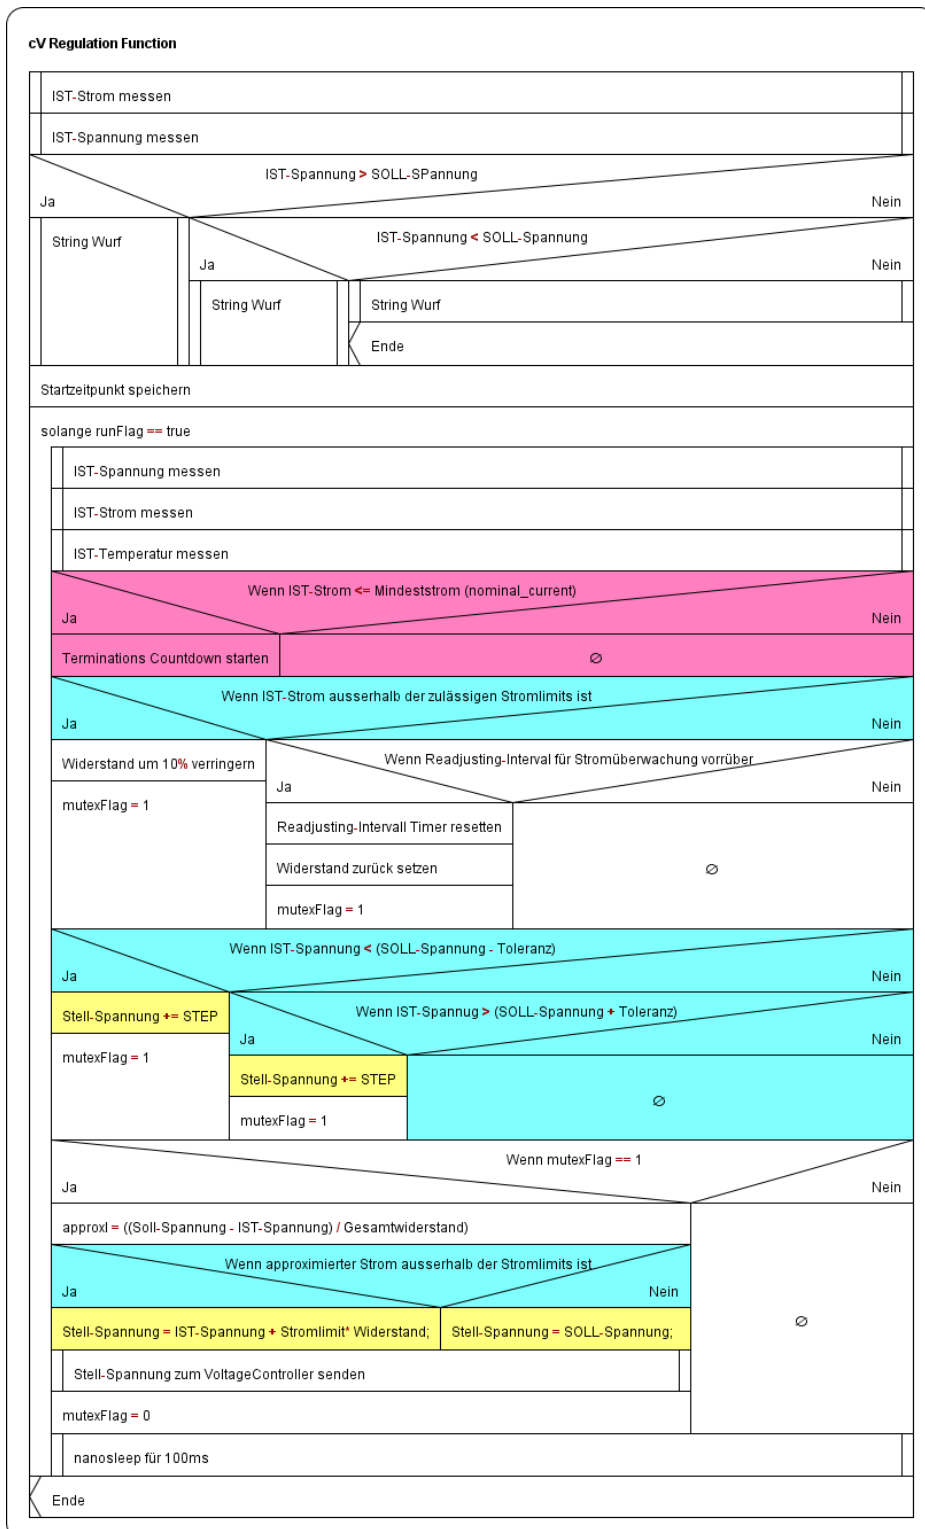 cV Regulation Function
IST-Strom messen
IST-Spannung messen
IST-Spannung > SOLL-SPannung
Ja
Nein
String Wurf
IST-Spannung < SOLL-Spannung
Ja
Nein
String Wurf
String Wurf
Ende
Startzeitpunkt speichern
solange runFlag == true
IST-Spannung messen
IST-Strom messen
IST-Temperatur messen
Wenn IST-Strom <= Mindeststrom (nominal_current)
Ja
Nein
Terminations Countdown starten
∅
Wenn IST-Strom ausserhalb der zulässigen Stromlimits ist
Ja
Nein
Widerstand um 10% verringern
mutexFlag = 1
Wenn Readjusting-Interval für Stromüberwachung vorrüber
Ja
Nein
Readjusting-Intervall Timer resetten
Widerstand zurück setzen
mutexFlag = 1
∅
Wenn IST-Spannung < (SOLL-Spannung - Toleranz)
Ja
Nein
Stell-Spannung += STEP
mutexFlag = 1
Wenn IST-Spannug > (SOLL-Spannung + Toleranz)
Ja
Nein
Stell-Spannung += STEP
mutexFlag = 1
∅
Wenn mutexFlag == 1
Ja
Nein
approxI = ((Soll-Spannung - IST-Spannung) / Gesamtwiderstand)
Wenn approximierter Strom ausserhalb der Stromlimits ist
Ja
Nein
Stell-Spannung = IST-Spannung + Stromlimit* Widerstand;
Stell-Spannung = SOLL-Spannung;
Stell-Spannung zum VoltageController senden
mutexFlag = 0
∅
nanosleep für 100ms
Ende